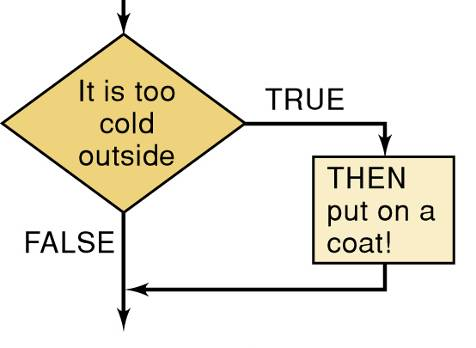 It is too
cold
outside
TRUE
THEN
put on a
coat!
FALSE